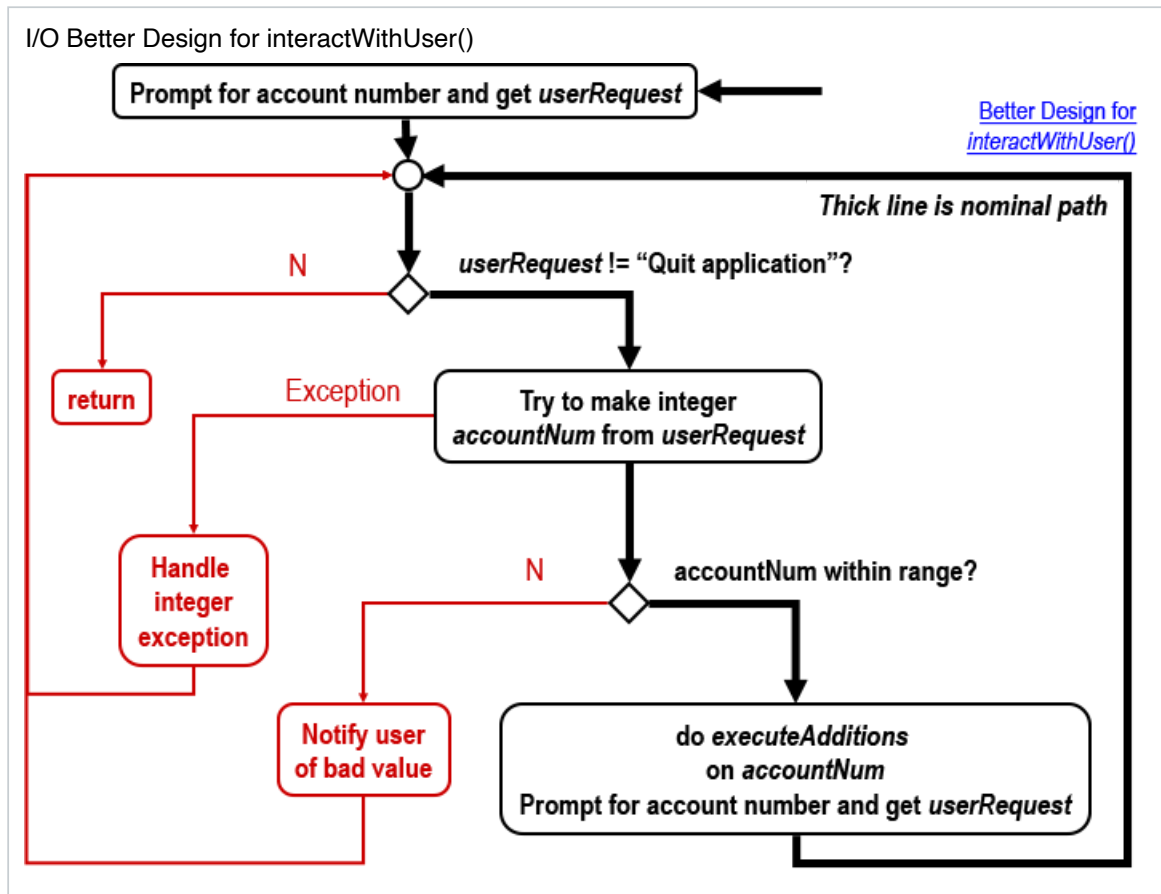 I/O Better Design for interactWithUser()
Prompt for account number and get userRequest
Better Design for
interactWithUser()
Thick line is nominal path
N
userRequest != “Quit application”?
return
Exception
Try to make integer
accountNum from userRequest
Handle
integer
exception
N
accountNum within range?
Notify user
of bad value
do executeAdditions
on accountNum
Prompt for account number and get userRequest